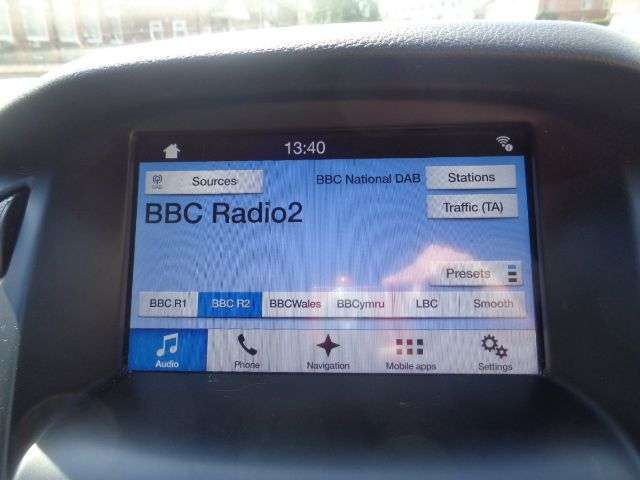 13:40
DAB Sources BBC National DAB Stations
BBC Radio2 Traffic (TA)
Presets
BBC R1 BBC R2 BBCWales BBCymru LBC Smooth
Audio Phone Navigation Mobile apps Settings